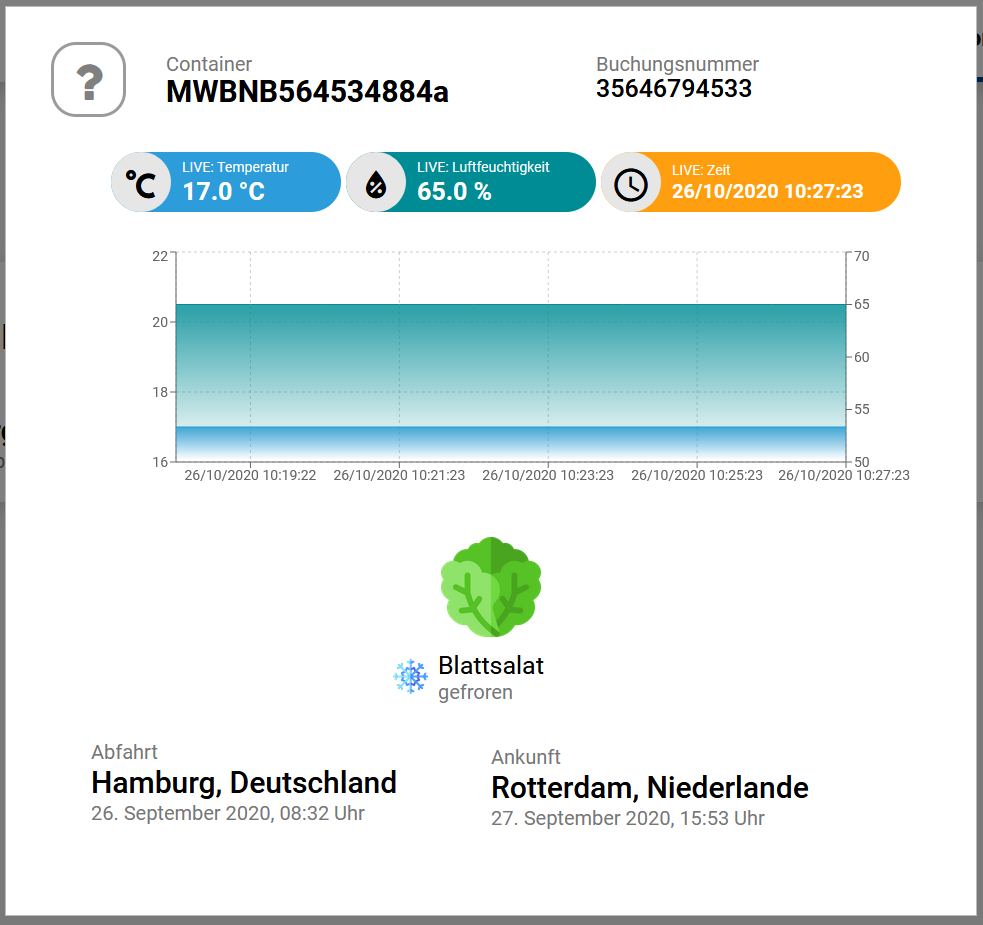 ?
Container
MWBNB564534884a
Buchungsnummer
35646794533
°C
LIVE: Temperatur
17.0 °C
%
LIVE: Luftfeuchtigkeit
65.0 %
LIVE: Zeit
26/10/2020 10:27:23
22
20
18
16
70
65
60
55
50
26/10/2020 10:19:22
26/10/2020 10:21:23
26/10/2020 10:23:23
26/10/2020 10:25:23
26/10/2020 10:27:23
Blattsalat
gefroren
Abfahrt
Hamburg, Deutschland
26. September 2020, 08:32 Uhr
Ankunft
Rotterdam, Niederlande
27. September 2020, 15:53 Uhr